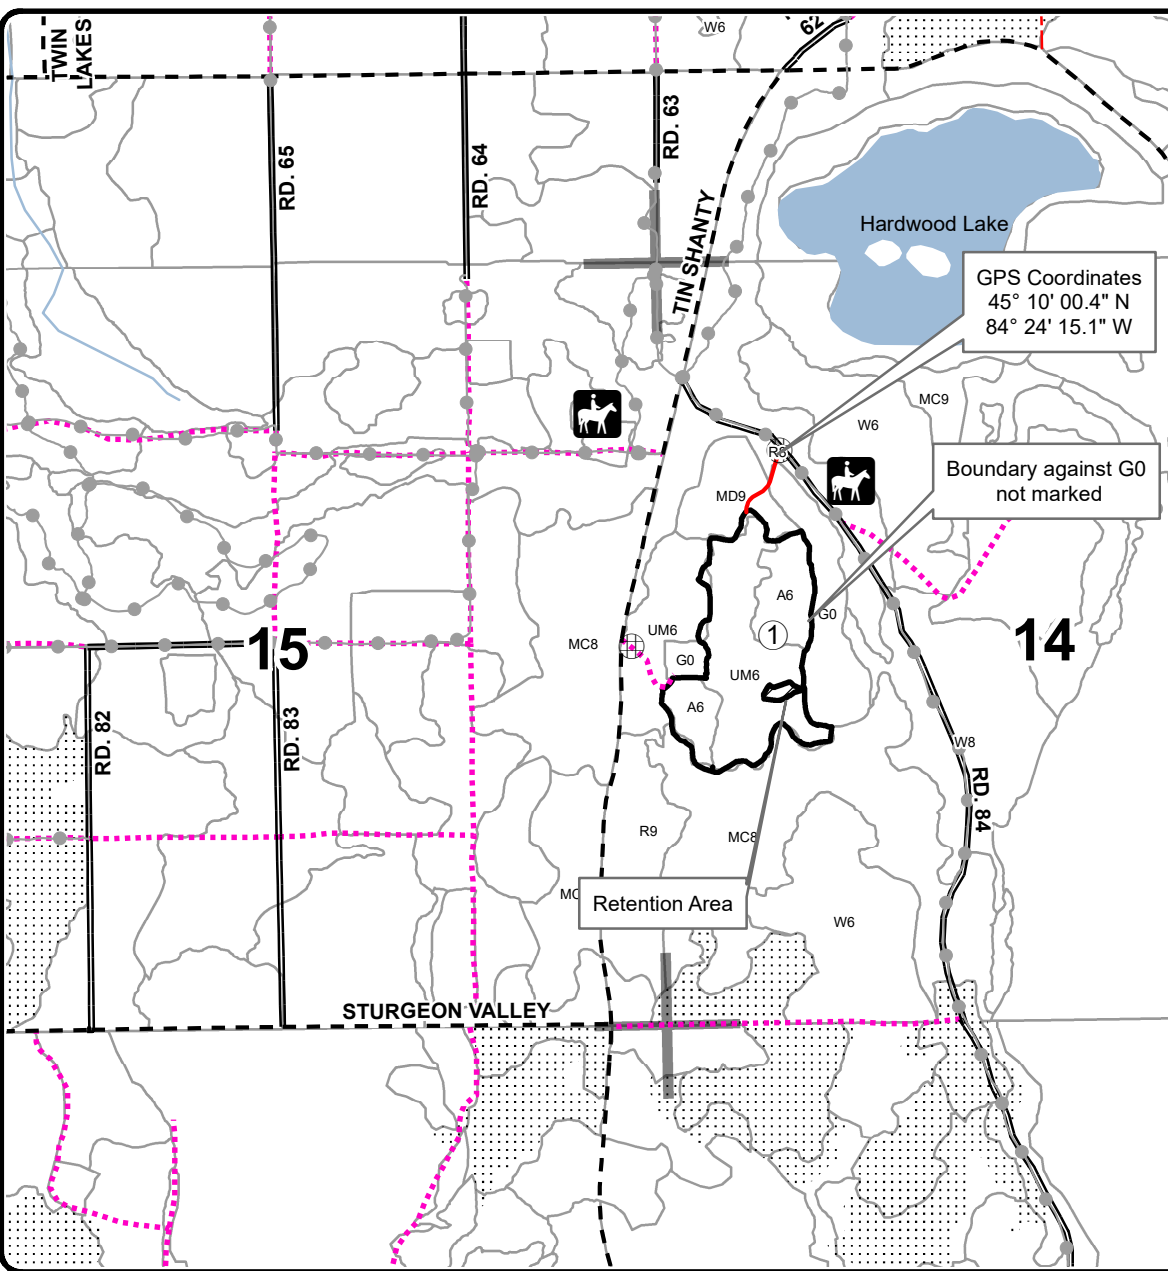 TWIN
LAKES
W6
62
RD. 65
RD. 64
RD. 63
TIN SHANTY
Hardwood Lake
GPS Coordinates
45° 10' 00.4" N
84° 24' 15.1" W
MC9
W6
Boundary against G0
not marked
MD9
A6
G0
1
UM6
MC8
G0
UM6
A6
15
14
RD. 82
RD. 83
W8
RD. 84
R9
MC8
Retention Area
W6
STURGEON VALLEY